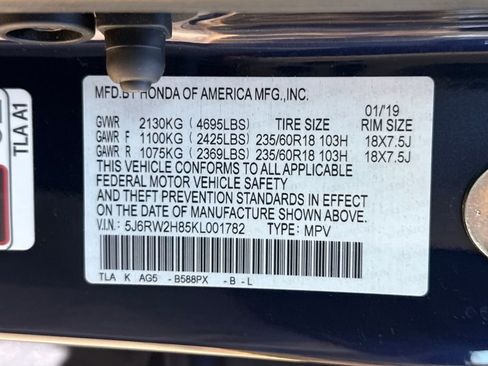 MFD.BY HONDA OF AMERICA MFG.,INC.
01/'19
GVWR 2130KG (4695LBS) TIRE SIZE RIM SIZE
GAWR F 1100KG (2425LBS) 235/60R18 103H 18X7.5J
GAWR R 1075KG (2369LBS) 235/60R18 103H 18X7.5J
THIS VEHICLE CONFORMS TO ALL APPLICABLE
FEDERAL MOTOR VEHICLE SAFETY
AND THEFT PREVENTION STANDARDS IN EFFECT
ON THE DATE OF MANUFACTURE SHOWN ABOVE.
V.I.N: 5J6RW2H85KL001782 TYPE: MPV
TLA K AG5 -B588PX -B -L
TLA A1